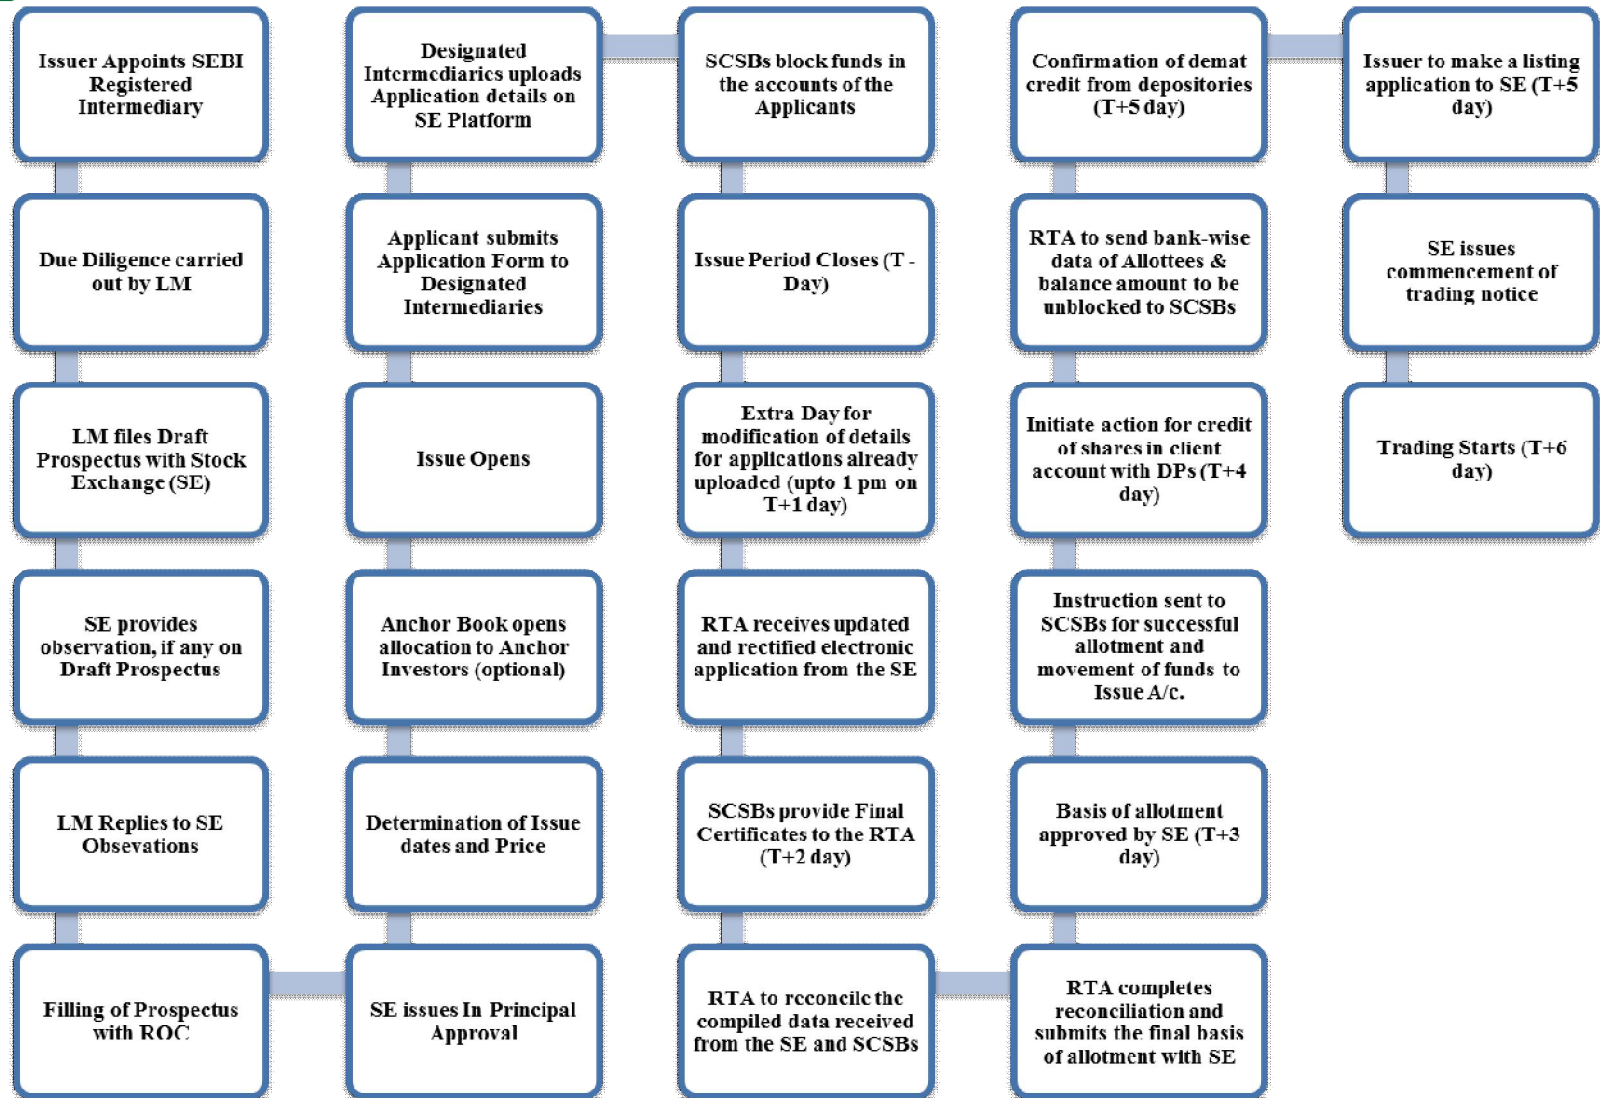 Issuer Appoints SEBI
Registered
Intermediary
Due Diligence carried
out by LM
LM files Draft
Prospectus with Stock
Exchange (SE)
SE provides
observation, if any on
Draft Prospectus
LM Replies to SE
Obsevations
Filling of Prospectus
with ROC
SE issues In Principal
Approval
Determination of Issue
dates and Price
Anchor Book opens
allocation to Anchor
Investors (optional)
Issue Opens
Applicant submits
Application Form to
Designated
Intermediaries
Designated
Intermediaries uploads
Application details on
SE Platform
SCSBs block funds in
the accounts of the
Applicants
Issue Period Closes (T -
Day)
Extra Day for
modification of details
for applications already
uploaded (upto 1 pm on
T+1 day)
RTA receives updated
and rectified electronic
application from the SE
SCSBs provide Final
Certificates to the RTA
(T+2 day)
RTA to reconcile the
compiled data received
from the SE and SCSBs
RTA completes
reconciliation and
submits the final basis
of allotment with SE
Basis of allotment
approved by SE (T+3
day)
Instruction sent to
SCSBs for successful
allotment and
movement of funds to
Issue A/c.
Initiate action for credit
of shares in client
account with DPs (T+4
day)
RTA to send bank-wise
data of Allottees &
balance amount to be
unblocked to SCSBs
Confirmation of demat
credit from depositories
(T+5 day)
Issuer to make a listing
application to SE (T+5
day)
SE issues
commencement of
trading notice
Trading Starts (T+6
day)